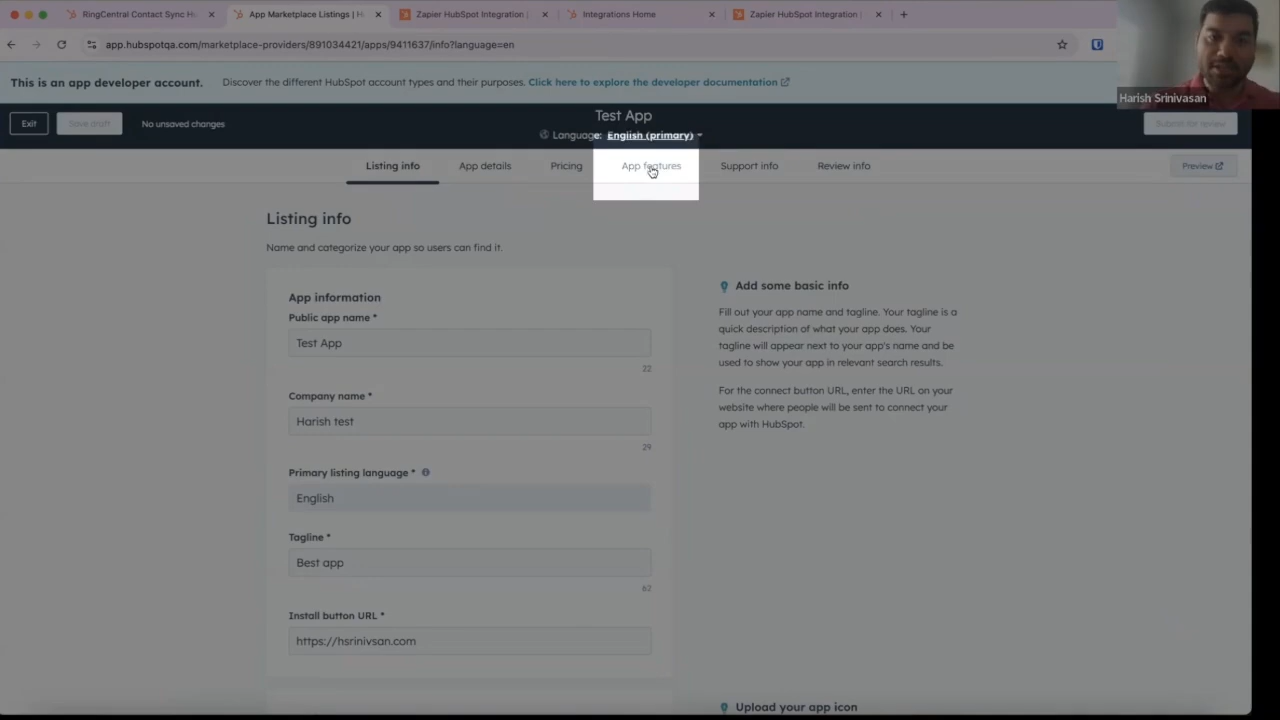 RingCentral Contact Sync H
App Marketplace Listings | H
Zapier HubSpot Integration |
Integrations Home
Zapier HubSpot Integration |
app.hubspotqa.com/marketplace-providers/891034421/apps/9411637/info?language=en
This is an app developer account. Discover the different HubSpot account types and their purposes. Click here to explore the developer documentation
Harish Srinivasan
Exit Save draft No unsaved changes
Test App
Language: English (primary)
Submit for review
Listing info App details Pricing App features Support info Review info Preview
Listing info
Name and categorize your app so users can find it.
App information
Public app name *
Test App
22
Company name *
Harish test
29
Primary listing language *
English
Tagline *
Best app
62
Install button URL *
https://hsrinivsan.com
Add some basic info
Fill out your app name and tagline. Your tagline is a
quick description of what your app does. Your
tagline will appear next to your app's name and be
used to show your app in relevant search results.
For the connect button URL, enter the URL on your
website where people will be sent to connect your
app with HubSpot.
Upload your app icon